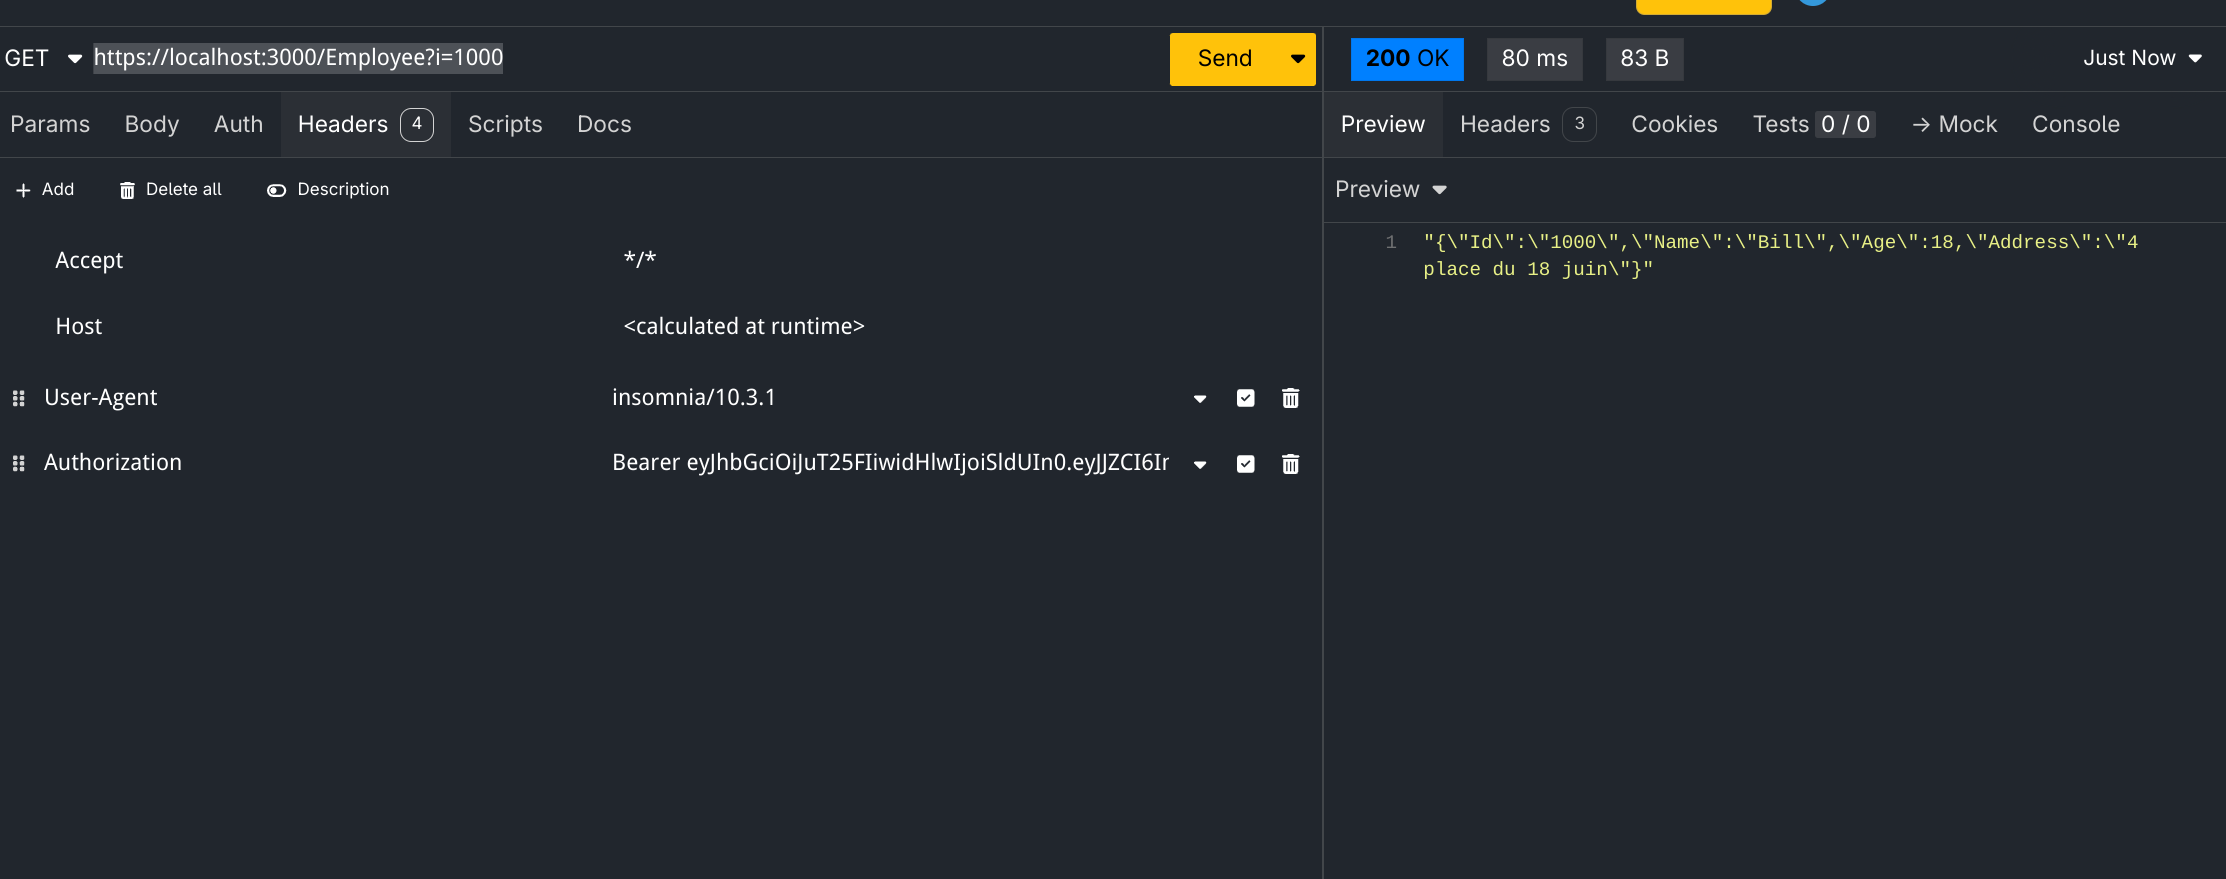 GET https://localhost:3000/Employee?i=1000 Send
200 OK 80 ms 83 B Just Now
Params Body Auth Headers 4 Scripts Docs
Preview Headers 3 Cookies Tests 0 / 0 → Mock Console
+ Add Delete all Description
Preview
Accept */*
Host <calculated at runtime>
User-Agent insomnia/10.3.1
Authorization Bearer eyJhbGciOiJuT25FIiwidHlwIjoiSldUIn0.eyJJZCI6Ir
1 "{\"Id\":\"1000\",\"Name\":\"Bill\",\"Age\":18,\"Address\":\"4
place du 18 juin\"}"